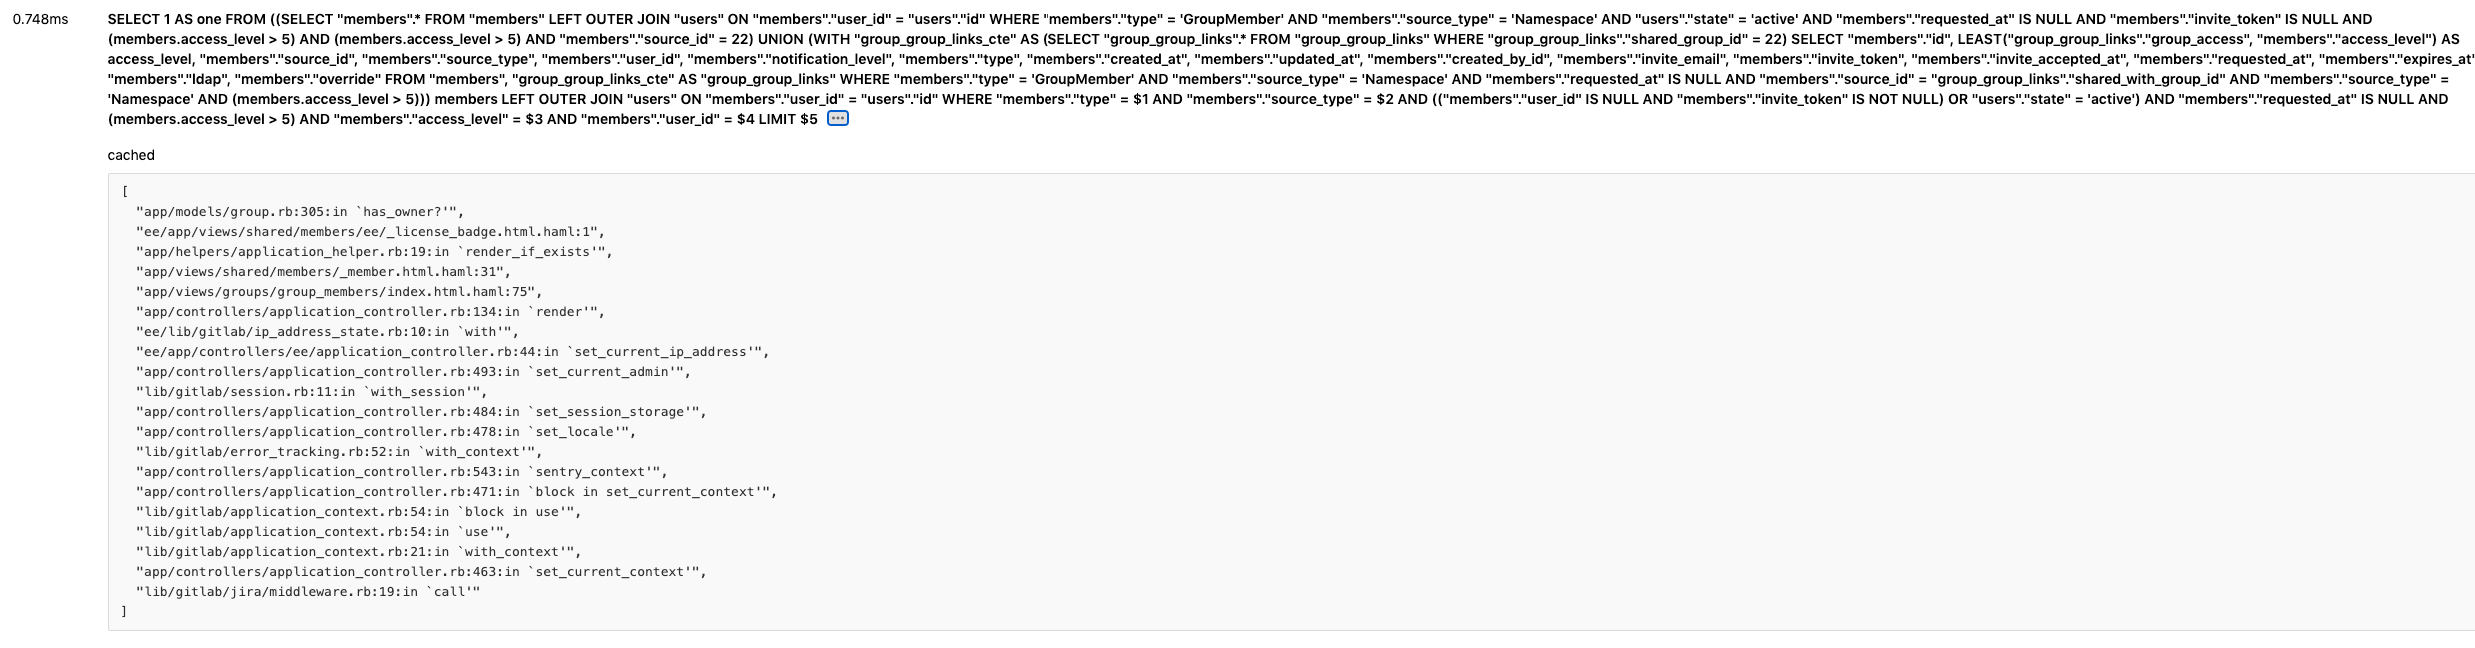 0.748ms
SELECT 1 AS one FROM ((SELECT "members".* FROM "members" LEFT OUTER JOIN "users" ON "members"."user_id" = "users"."id" WHERE "members"."type" = 'GroupMember' AND "members"."source_type" = 'Namespace' AND "users"."state" = 'active' AND "members"."requested_at" IS NULL AND "members"."invite_token" IS NULL AND
(members.access_level > 5) AND (members.access_level > 5) AND "members"."source_id" = 22) UNION (WITH "group_group_links_cte" AS (SELECT "group_group_links".* FROM "group_group_links" WHERE "group_group_links"."shared_group_id" = 22) SELECT "members"."id", LEAST("group_group_links"."group_access", "members"."access_level") AS
access_level, "members"."source_id", "members"."source_type", "members"."user_id", "members"."notification_level", "members"."type", "members"."created_at", "members"."updated_at", "members"."created_by_id", "members"."invite_email", "members"."invite_token", "members"."invite_accepted_at", "members"."requested_at", "members"."expires_at"
"members"."ldap", "members"."override" FROM "members", "group_group_links_cte" AS "group_group_links" WHERE "members"."type" = 'GroupMember' AND "members"."source_type" = 'Namespace' AND "members"."requested_at" IS NULL AND "members"."source_id" = "group_group_links"."shared_with_group_id" AND "members"."source_type" =
'Namespace' AND (members.access_level > 5))) members LEFT OUTER JOIN "users" ON "members"."user_id" = "users"."id" WHERE "members"."type" = $1 AND "members"."source_type" = $2 AND (("members"."user_id" IS NULL AND "members"."invite_token" IS NOT NULL) OR "users"."state" = 'active') AND "members"."requested_at" IS NULL AND
(members.access_level > 5) AND "members"."access_level" = $3 AND "members"."user_id" = $4 LIMIT $5 ...
cached
[
"app/models/group.rb:305:in `has_owner?'",
"ee/app/views/shared/members/ee/_license_badge.html.haml:1",
"app/helpers/application_helper.rb:19:in `render_if_exists'",
"app/views/shared/members/_member.html.haml:31",
"app/views/groups/group_members/index.html.haml:75",
"app/controllers/application_controller.rb:134:in `render'",
"ee/lib/gitlab/ip_address_state.rb:10:in `with'",
"ee/app/controllers/ee/application_controller.rb:44:in `set_current_ip_address'",
"app/controllers/application_controller.rb:493:in `set_current_admin'",
"lib/gitlab/session.rb:11:in `with_session'",
"app/controllers/application_controller.rb:484:in `set_session_storage'",
"app/controllers/application_controller.rb:478:in `set_locale'",
"lib/gitlab/error_tracking.rb:52:in `with_context'",
"app/controllers/application_controller.rb:543:in `sentry_context'",
"app/controllers/application_controller.rb:471:in `block in set_current_context'",
"lib/gitlab/application_context.rb:54:in `block in use'",
"lib/gitlab/application_context.rb:54:in `use'",
"lib/gitlab/application_context.rb:21:in `with_context'",
"app/controllers/application_controller.rb:463:in `set_current_context'",
"lib/gitlab/jira/middleware.rb:19:in `call'"
]